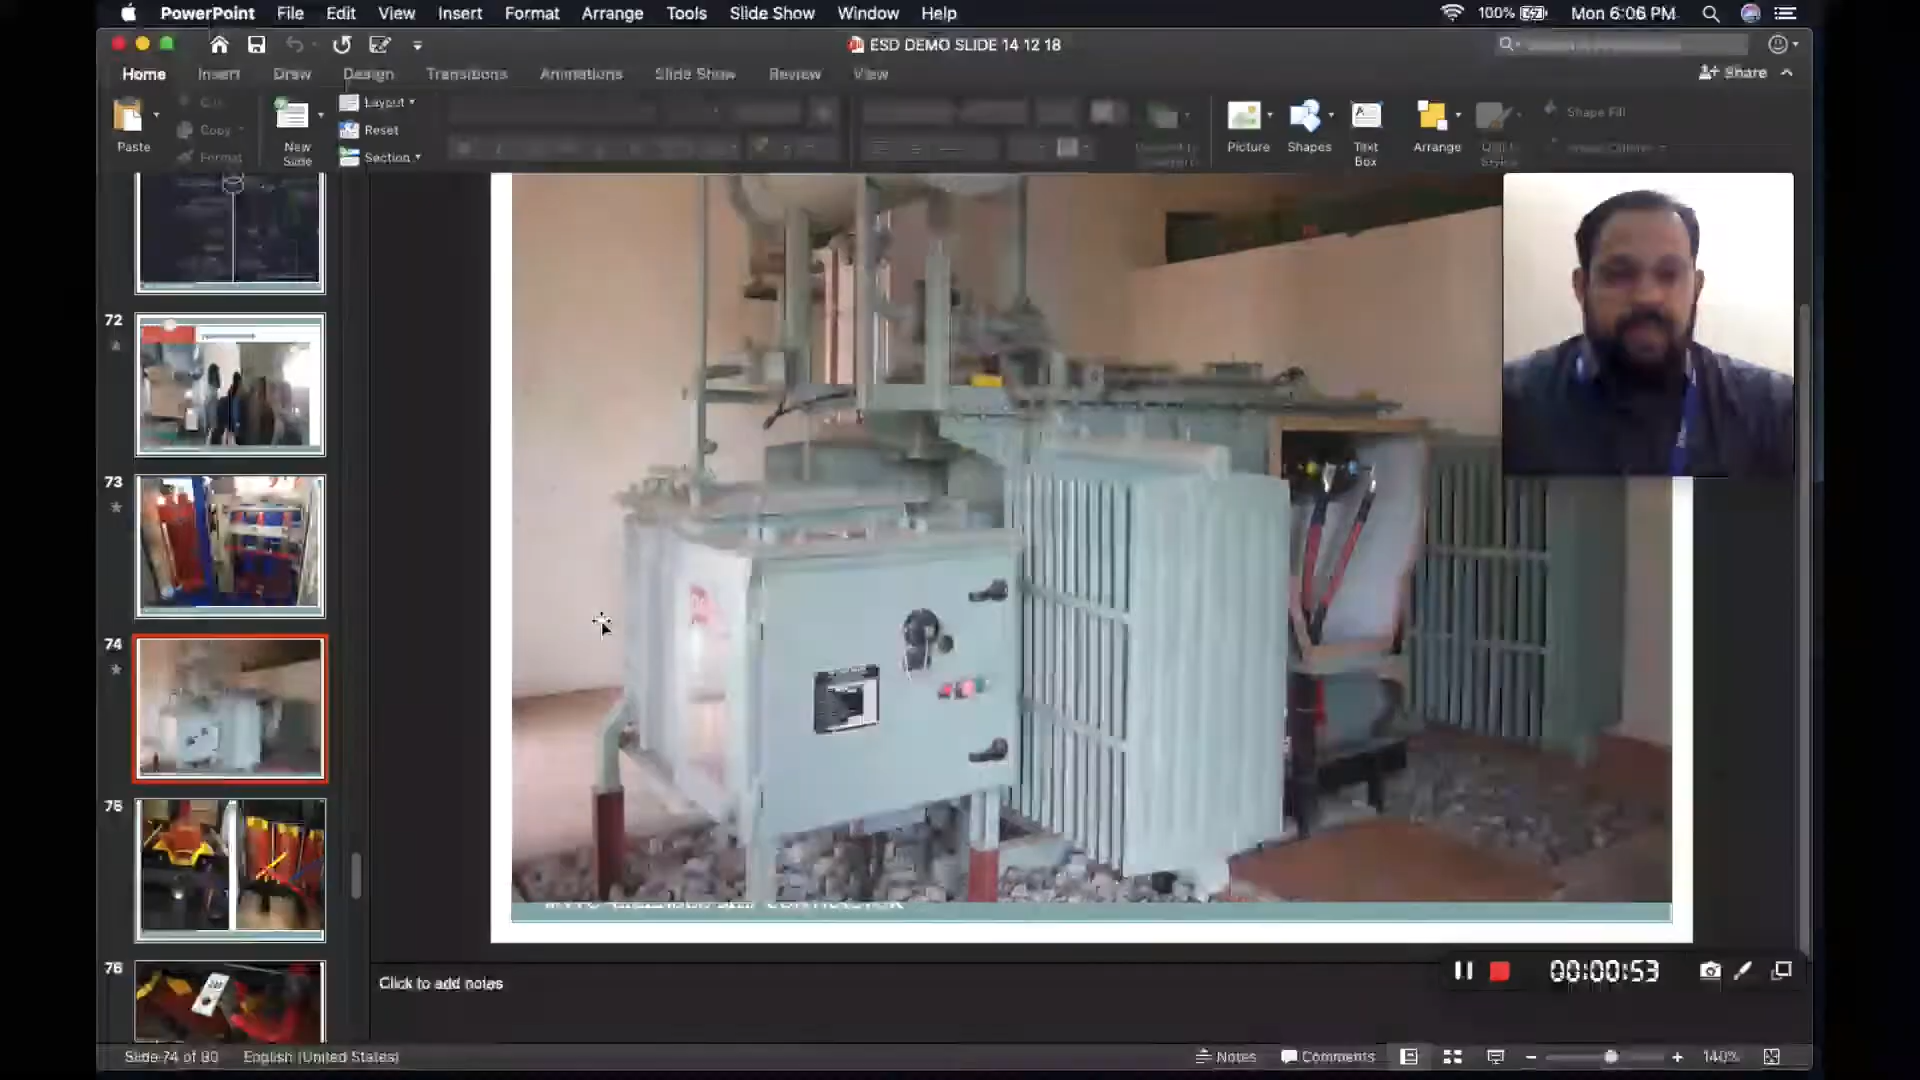 PowerPoint File Edit View Insert Format Arrange Tools Slide Show Window Help
100% Mon 6:06 PM
ESD DEMO SLIDE 14 12 18
Home Insert Draw Design Transitions Animations Slide Show Review View
Share
Paste
Copy
Format
New
Slide
Layout
Reset
Section
Picture
Shapes
Text
Box
Arrange
Shape Fill
72
73
74
75
76
Click to add notes
00:00:53
Slide 74 of 80
English (United States)
Notes
Comments
140%